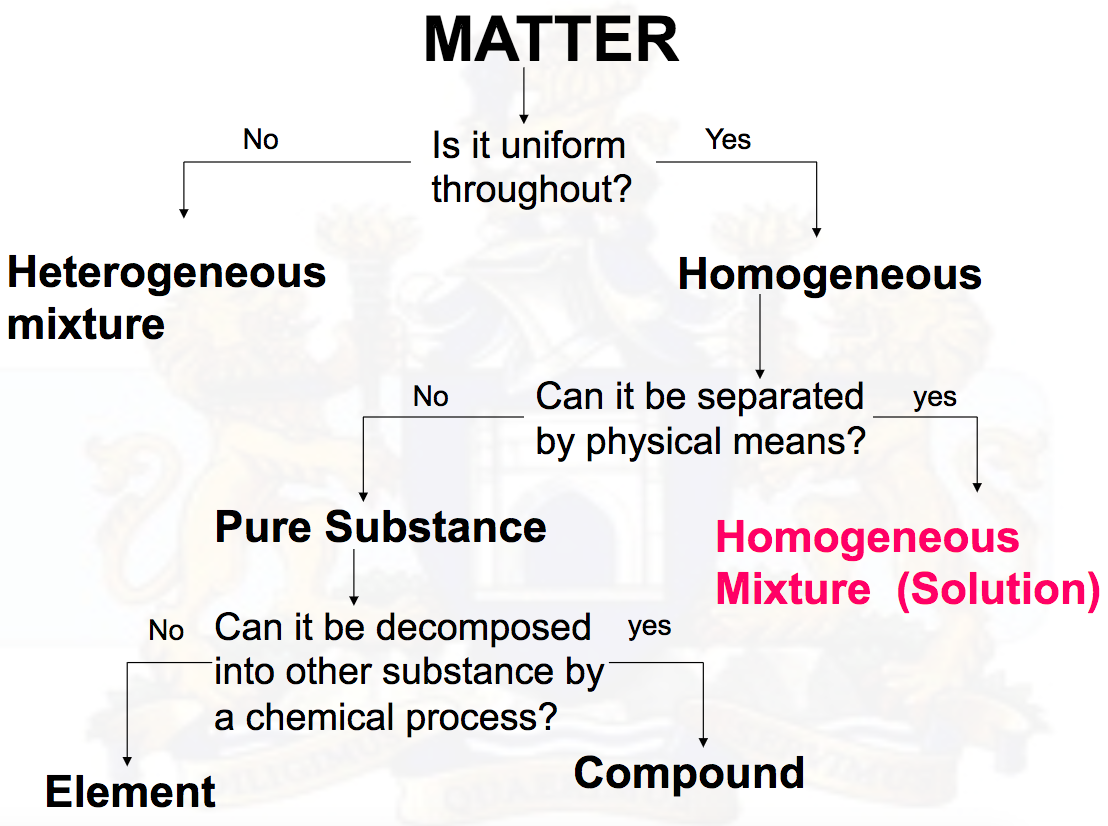 MATTER
No
Is it uniform
Yes
throughout?
Heterogeneous
mixture
Homogeneous
No
Can it be separated
yes
by physical means?
Pure Substance
Homogeneous
Mixture (Solution)
No
Can it be decomposed
yes
into other substance by
a chemical process?
Element
Compound